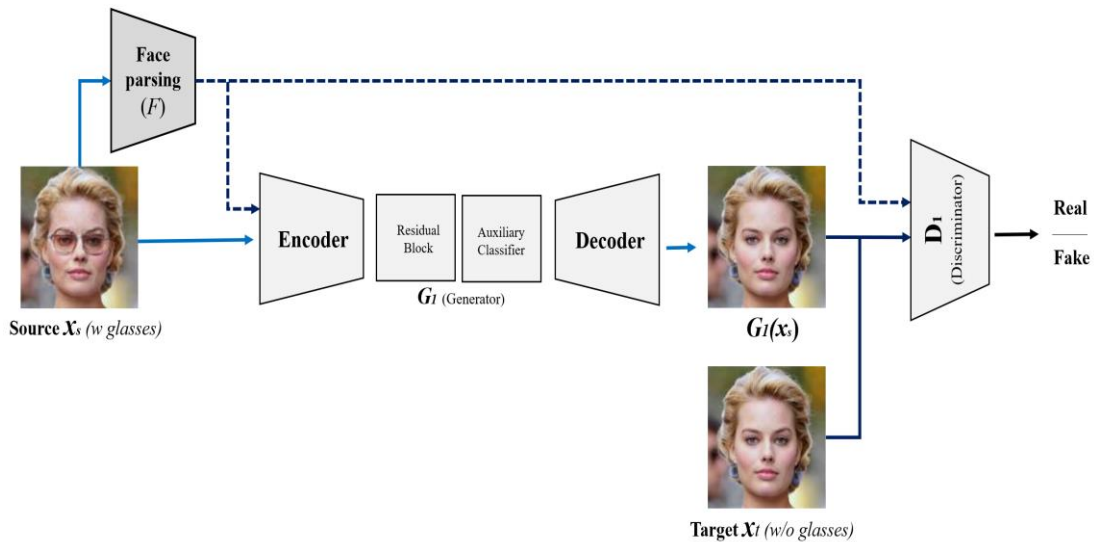 Face
parsing
(F)
Encoder
Residual
Block
Auxiliary
Classifier
Decoder
G1 (Generator)
Source xs (w glasses)
G1(xs)
Target xt (w/o glasses)
D1
(Discriminator)
Real
Fake